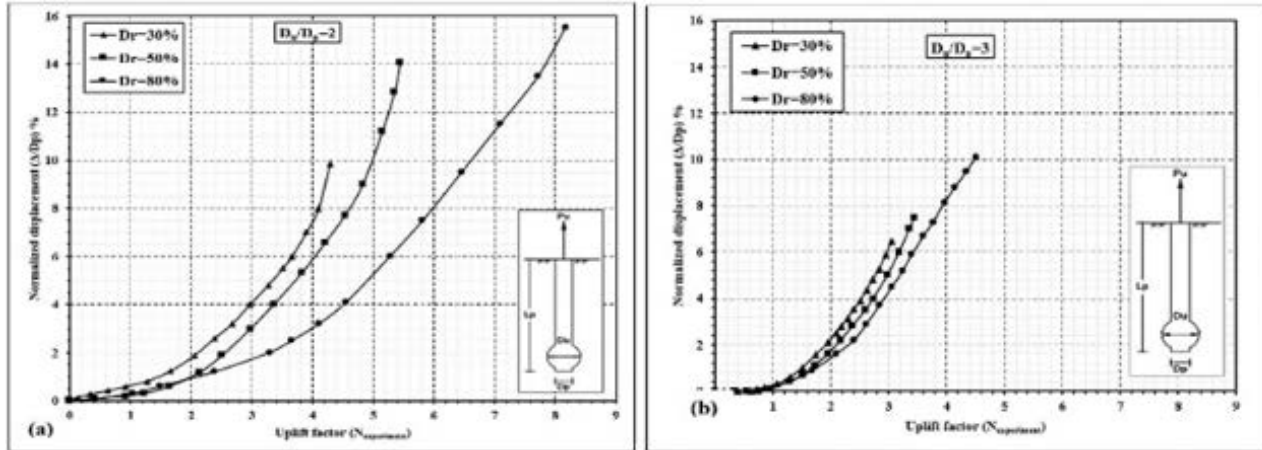 16
14
12
10
8
6
4
2
0
Dr=30%
Dr=50%
Dr=80%
Du/Dp=2
Normalized displacement (Δ/Dp) %
Pu
Lp
Du
Dp
0 1 2 3 4 5 6 7 8 9
(a)
Uplift factor (Nexperiment)
16
14
12
10
8
6
4
2
0
Dr=30%
Dr=50%
Dr=80%
Du/Dp=3
Normalized displacement (Δ/Dp) %
Pu
Lp
Du
Dp
1 2 3 4 5 6 7 8 9
(b)
Uplift factor (Nexperiment)